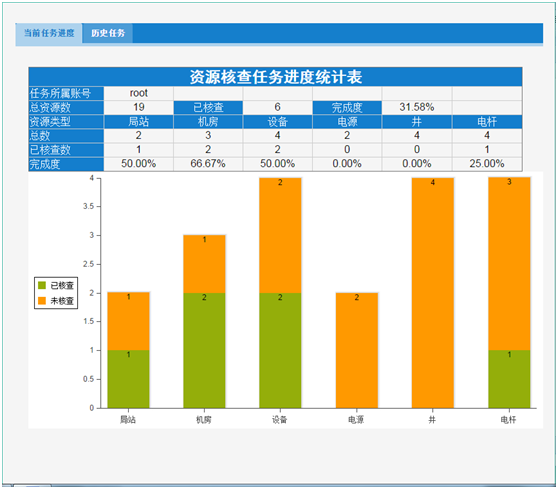 当前任务进度 历史任务
资源核查任务进度统计表
任务所属账号 root
总资源数 19 已核查 6 完成度 31.58%
资源类型 局站 机房 设备 电源 井 电杆
总数 2 3 4 2 4 4
已核查数 1 2 2 0 0 1
完成度 50.00% 66.67% 50.00% 0.00% 0.00% 25.00%
4 2 4 3
3.5
3 1
2.5
2 1 2 2 2
1.5
1 1 1
0.5
0
已核查
未核查
局站 机房 设备 电源 井 电杆